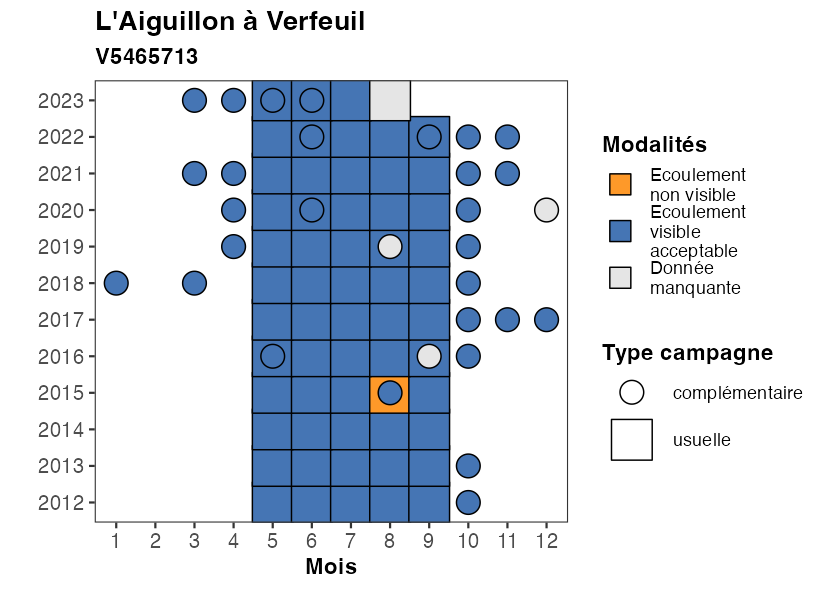 L'Aiguillon à Verfeuil
V5465713
2023
2022
2021
2020
2019
2018
2017
2016
2015
2014
2013
2012
1 2 3 4 5 6 7 8 9 10 11 12
Mois
Modalités
Ecoulement
non visible
Ecoulement
visible
acceptable
Donnée
manquante
Type campagne
complémentaire
usuelle